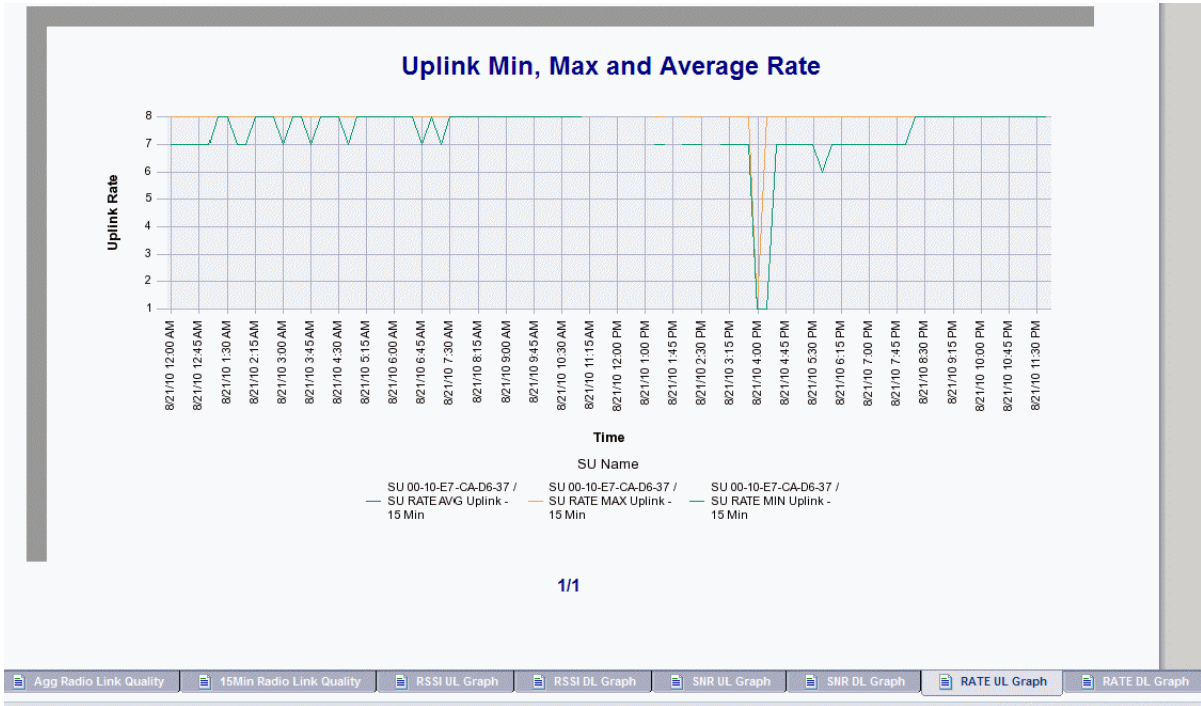 Uplink Min, Max and Average Rate
Uplink Rate
8
7
6
5
4
3
2
1
8/21/10 12:00 AM
8/21/10 12:45 AM
8/21/10 1:30 AM
8/21/10 2:15 AM
8/21/10 3:00 AM
8/21/10 3:45 AM
8/21/10 4:30 AM
8/21/10 5:15 AM
8/21/10 6:00 AM
8/21/10 6:45 AM
8/21/10 7:30 AM
8/21/10 8:15 AM
8/21/10 9:00 AM
8/21/10 9:45 AM
8/21/10 10:30 AM
8/21/10 11:15 AM
8/21/10 12:00 PM
8/21/10 1:00 PM
8/21/10 1:45 PM
8/21/10 2:30 PM
8/21/10 3:15 PM
8/21/10 4:00 PM
8/21/10 4:45 PM
8/21/10 5:30 PM
8/21/10 6:15 PM
8/21/10 7:00 PM
8/21/10 7:45 PM
8/21/10 8:30 PM
8/21/10 9:15 PM
8/21/10 10:00 PM
8/21/10 10:45 PM
8/21/10 11:30 PM
Time
SU Name
SU 00-10-E7-CA-D6-37 /
SU RATE AVG Uplink -
15 Min
SU 00-10-E7-CA-D6-37 /
SU RATE MAX Uplink -
15 Min
SU 00-10-E7-CA-D6-37 /
SU RATE MIN Uplink -
15 Min
1/1
Agg Radio Link Quality
15Min Radio Link Quality
RSSI UL Graph
RSSI DL Graph
SNR UL Graph
SNR DL Graph
RATE UL Graph
RATE DL Graph